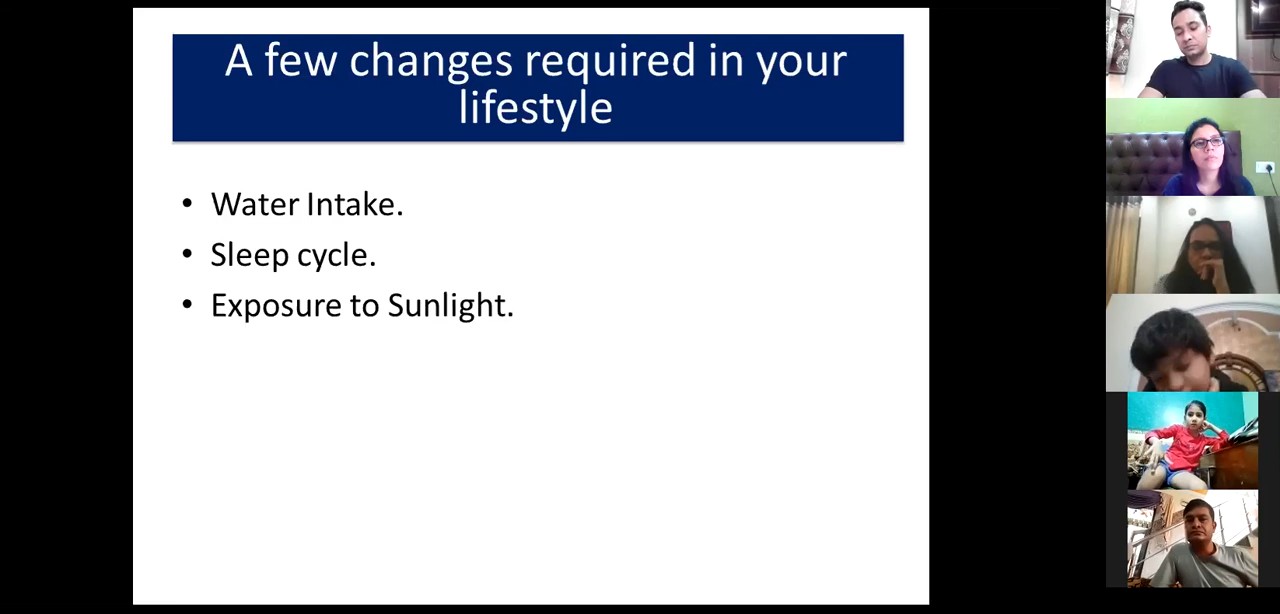 A few changes required in your
lifestyle
• Water Intake.
• Sleep cycle.
• Exposure to Sunlight.